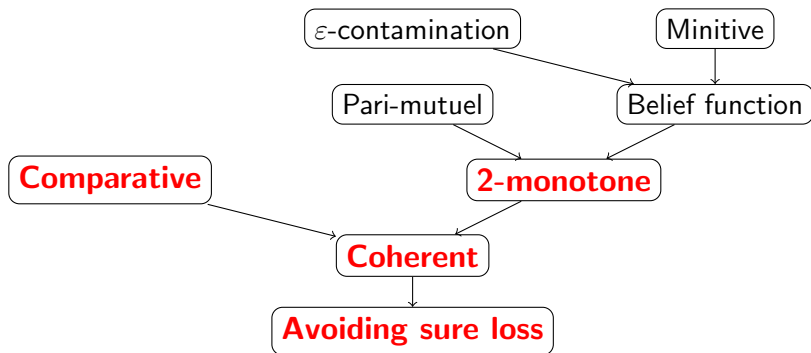 ε-contamination
Minitive
Pari-mutuel
Belief function
Comparative
2-monotone
Coherent
Avoiding sure loss